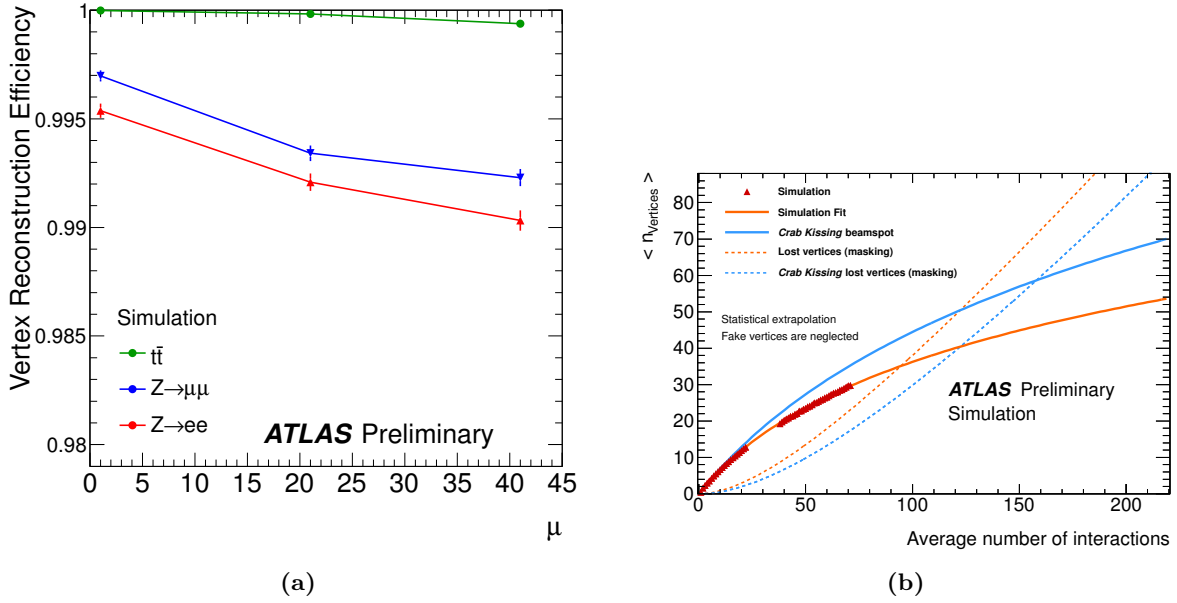 Vertex Reconstruction Efficiency
1
0.995
0.99
0.985
0.98
Simulation
tt̄
Z→μμ
Z→ee
ATLAS Preliminary
0 5 10 15 20 25 30 35 40 45
μ
(a)
< nVertices >
80
70
60
50
40
30
20
10
0
Simulation
Simulation Fit
Crab Kissing beamspot
Lost vertices (masking)
Crab Kissing lost vertices (masking)
Statistical extrapolation
Fake vertices are neglected
ATLAS Preliminary
Simulation
0 50 100 150 200
Average number of interactions
(b)